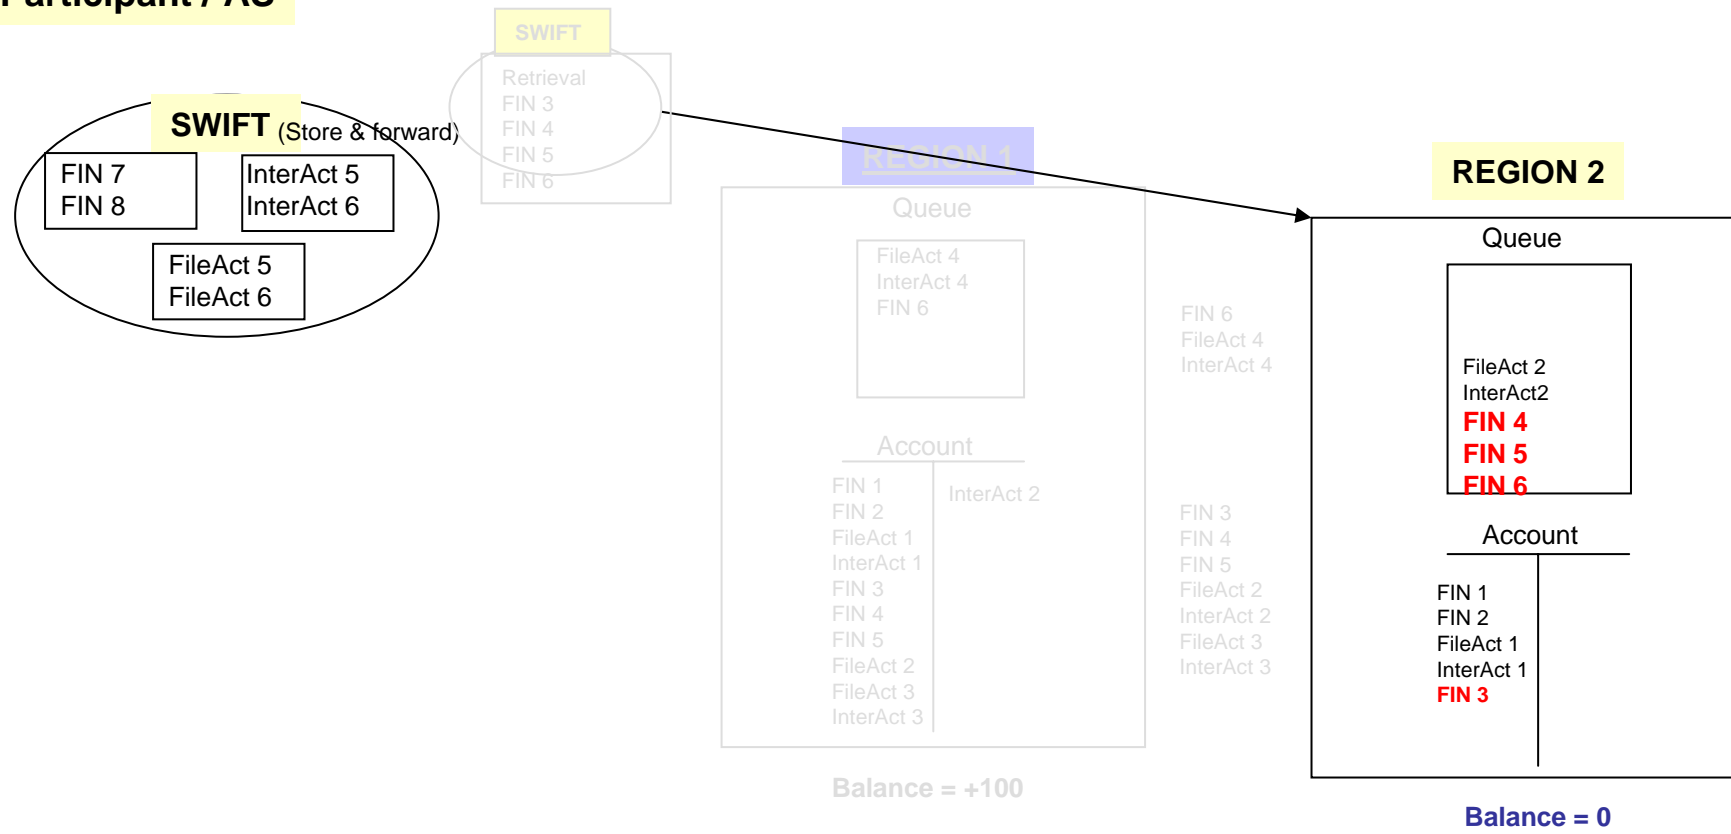 Participant / AS
SWIFT
Retrieval
FIN 3
FIN 4
FIN 5
FIN 6
SWIFT (Store & forward)
FIN 7
FIN 8
InterAct 5
InterAct 6
FileAct 5
FileAct 6
REGION 1
Queue
FileAct 4
InterAct 4
FIN 6
FIN 6
FileAct 4
InterAct 4
Account
FIN 1
FIN 2
FileAct 1
InterAct 1
FIN 3
FIN 4
FIN 5
FileAct 2
FileAct 3
InterAct 3
InterAct 2
FIN 3
FIN 4
FIN 5
FileAct 2
InterAct 2
FileAct 3
InterAct 3
Balance = +100
REGION 2
Queue
FileAct 2
InterAct2
FIN 4
FIN 5
FIN 6
Account
FIN 1
FIN 2
FileAct 1
InterAct 1
FIN 3
Balance = 0